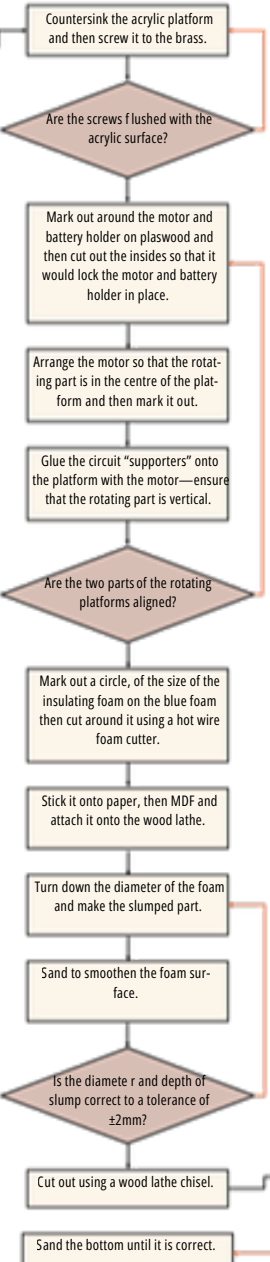 Countersink the acrylic platform
and then screw it to the brass.
Are the screws flushed with the
acrylic surface?
Mark out around the motor and
battery holder on plaswood and
then cut out the insides so that it
would lock the motor and battery
holder in place.
Arrange the motor so that the rotat-
ing part is in the centre of the plat-
form and then mark it out.
Glue the circuit “supporters” onto
the platform with the motor—ensure
that the rotating part is vertical.
Are the two parts of the rotating
platforms aligned?
Mark out a circle, of the size of the
insulating foam on the blue foam
then cut around it using a hot wire
foam cutter.
Stick it onto paper, then MDF and
attach it onto the wood lathe.
Turn down the diameter of the foam
and make the slumped part.
Sand to smoothen the foam sur-
face.
Is the diamete r and depth of
slump correct to a tolerance of
±2mm?
Cut out using a wood lathe chisel.
Sand the bottom until it is correct.